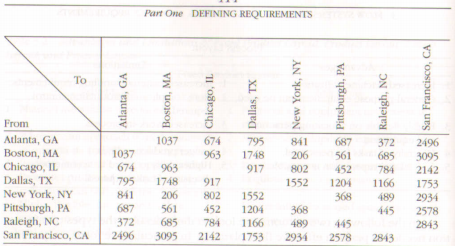 Part One DEFINING REQUIREMENTS
To
From
Atlanta, GA
Boston, MA
Chicago, IL
Dallas, TX
New York, NY
Pittsburgh, PA
Raleigh, NC
San Francisco, CA
Atlanta, GA 1037 674 795 841 687 372 2496
Boston, MA 1037 963 1748 206 561 685 3095
Chicago, IL 674 963 917 802 452 784 2142
Dallas, TX 795 1748 917 1552 1204 1166 1753
New York, NY 841 206 802 1552 368 489 2934
Pittsburgh, PA 687 561 452 1204 368 445 2578
Raleigh, NC 372 685 784 1166 489 445 2843
San Francisco, CA 2496 3095 2142 1753 2934 2578 2843